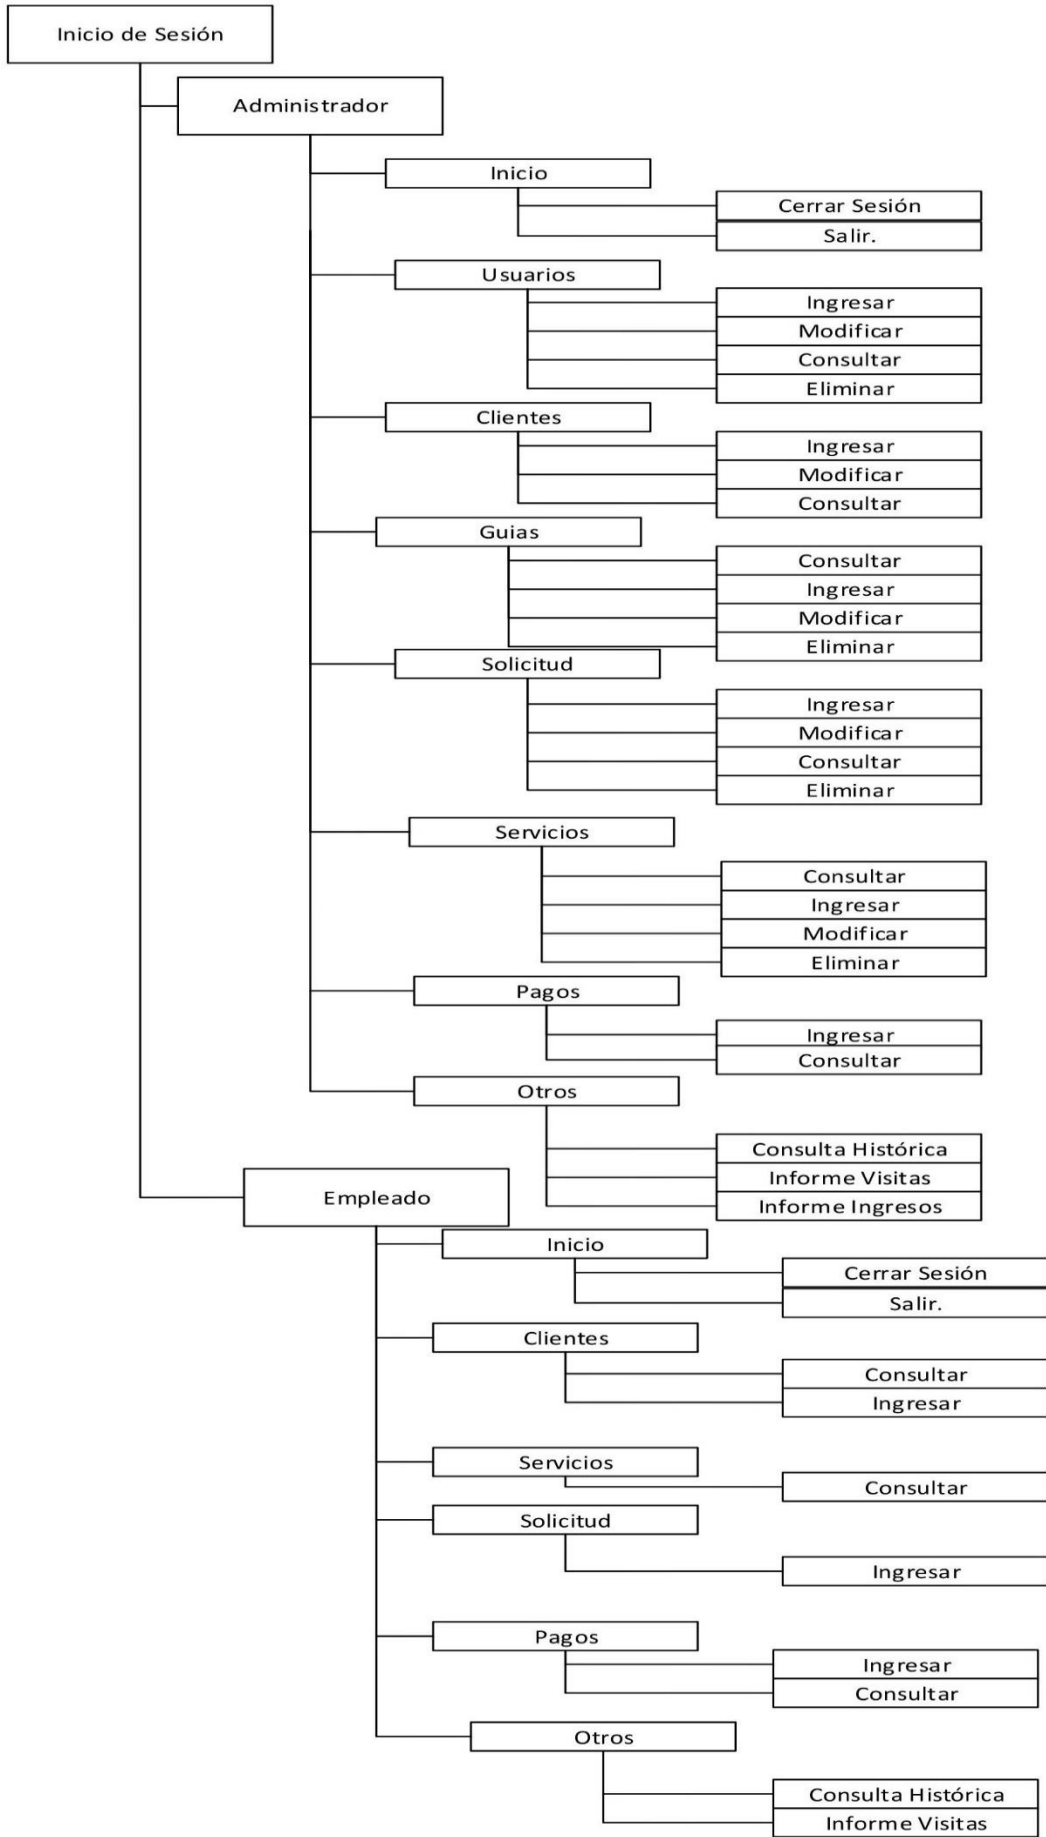 Inicio de Sesión
Administrador
Inicio
Cerrar Sesión
Salir.
Usuarios
Ingresar
Modificar
Consultar
Eliminar
Clientes
Ingresar
Modificar
Consultar
Guias
Consultar
Ingresar
Modificar
Eliminar
Solicitud
Ingresar
Modificar
Consultar
Eliminar
Servicios
Consultar
Ingresar
Modificar
Eliminar
Pagos
Ingresar
Consultar
Otros
Consulta Histórica
Informe Visitas
Informe Ingresos
Empleado
Inicio
Cerrar Sesión
Salir.
Clientes
Consultar
Ingresar
Servicios
Consultar
Solicitud
Ingresar
Pagos
Ingresar
Consultar
Otros
Consulta Histórica
Informe Visitas